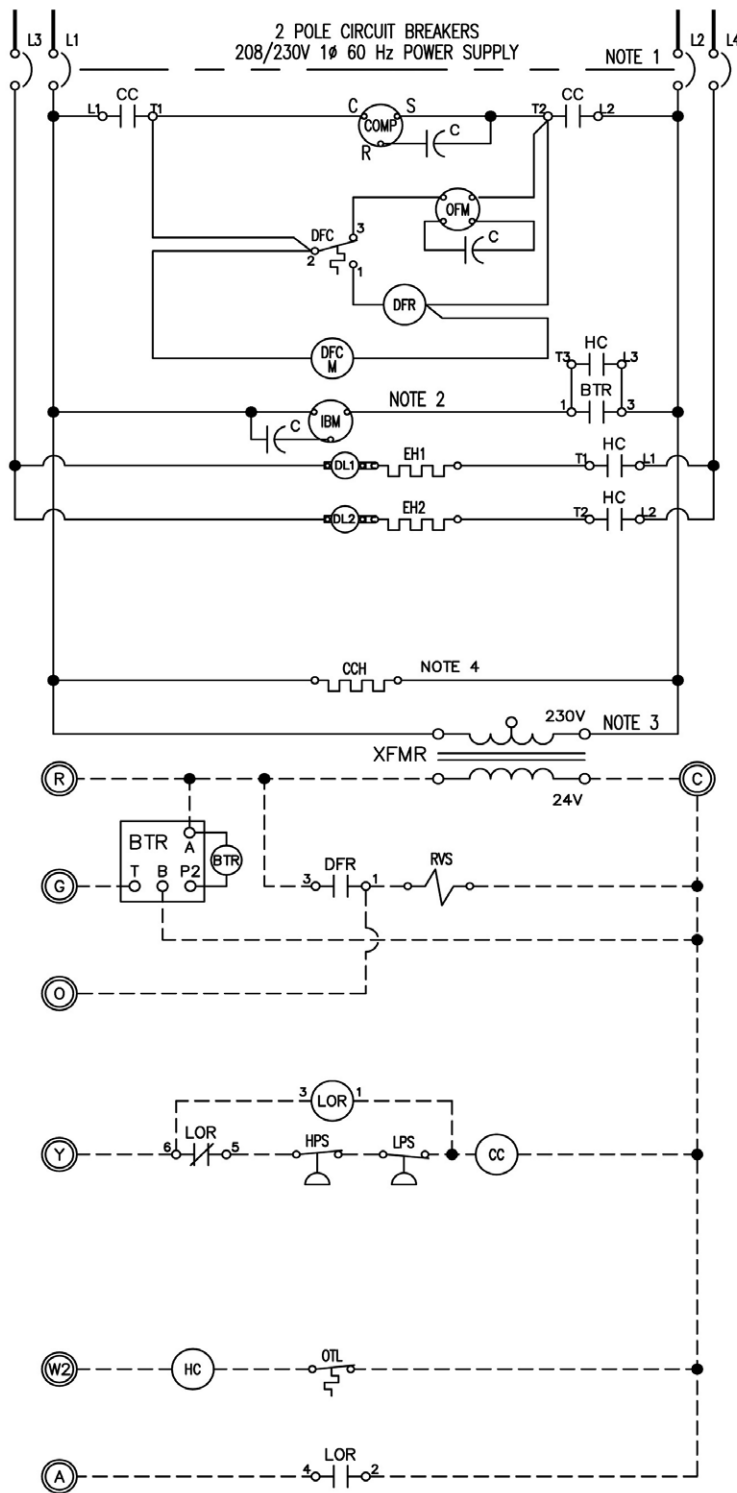 2 POLE CIRCUIT BREAKERS
L3 L1 L2 L4
208/230V 1ø 60 Hz POWER SUPPLY
NOTE 1
CC C S CC
L1 T1 COMP T2 L2
R C
OFM
DFC 3 C
2
1
DFR
DFC
M
HC
T3 L3
BTR
NOTE 2
1 3
C IBM
EH1 HC
DL1 T1 L1
EH2 HC
DL2 T2 L2
CCH NOTE 4
230V NOTE 3
XFMR
R C
24V
BTR A BTR
DFR RVS
G T B P2 3 1
O
3 LOR 1
LOR HPS LPS
Y 6 5 CC
OTL
W2 HC
LOR
A 4 2